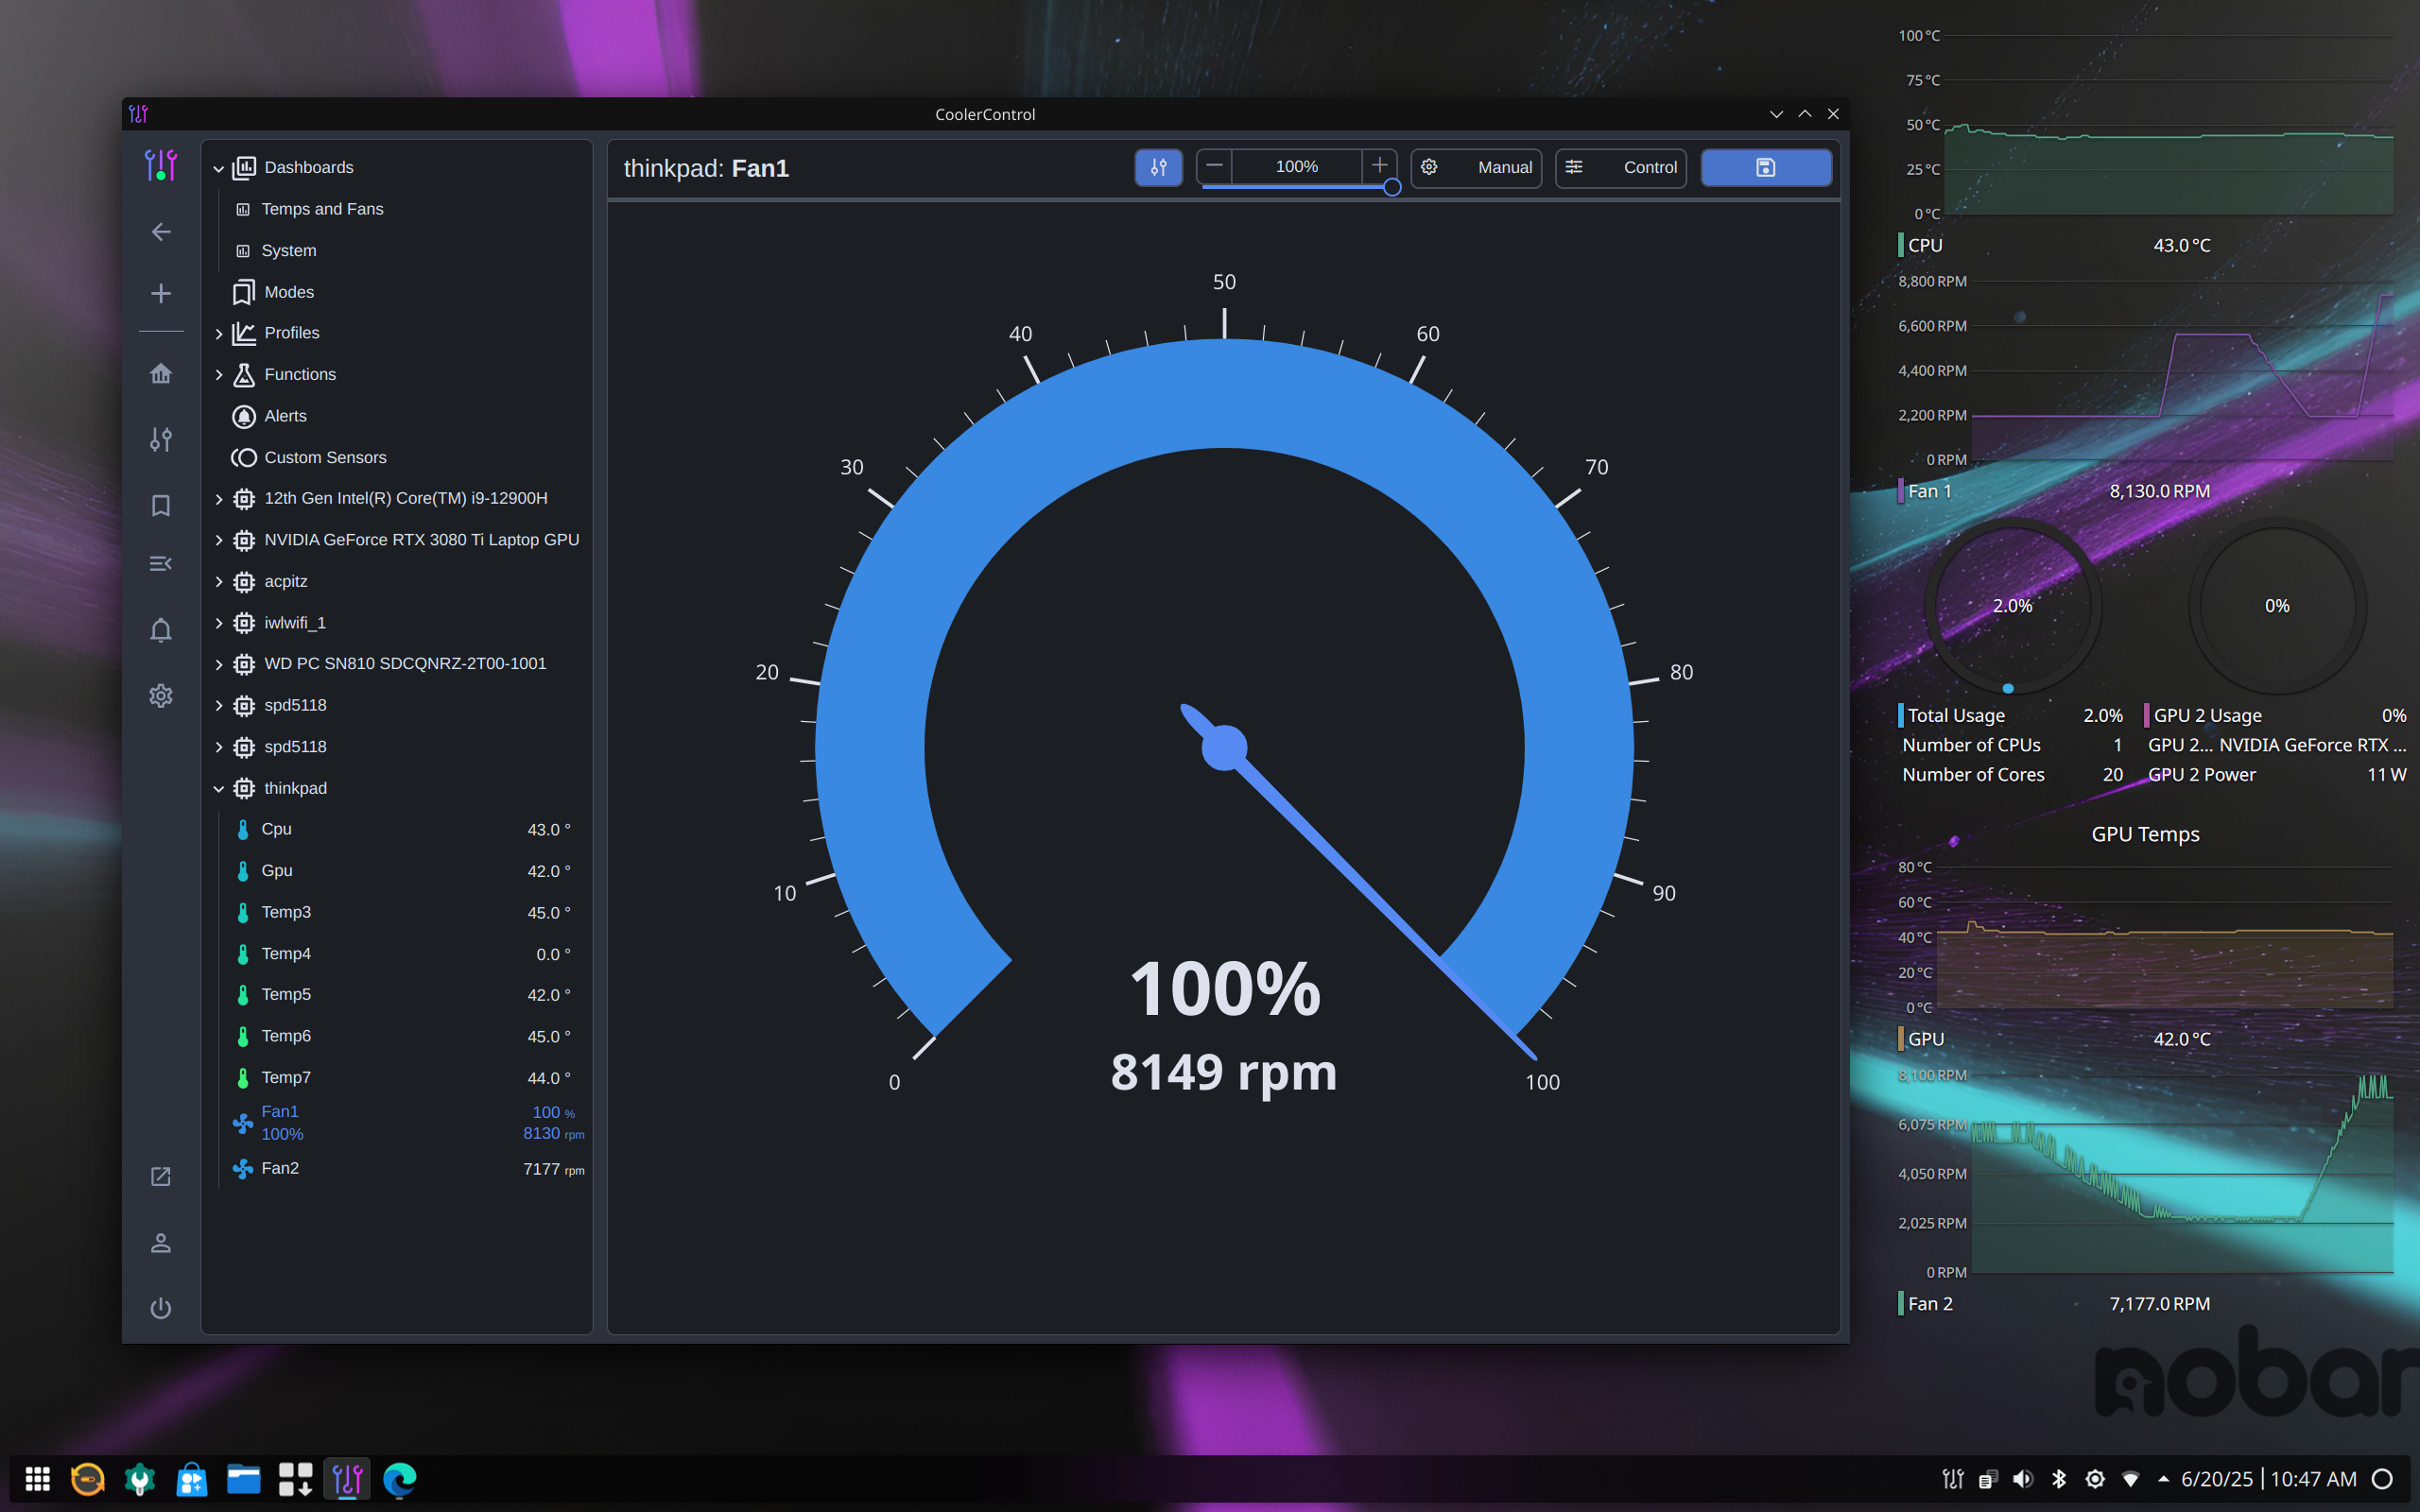 CoolerControl
Dashboards
Temps and Fans
System
Modes
Profiles
Functions
Alerts
Custom Sensors
12th Gen Intel(R) Core(TM) i9-12900H
NVIDIA GeForce RTX 3080 Ti Laptop GPU
acpitz
iwlwifi_1
WD PC SN810 SDCQNRZ-2T00-1001
spd5118
spd5118
thinkpad
Cpu 43.0 °
Gpu 42.0 °
Temp3 45.0 °
Temp4 0.0 °
Temp5 42.0 °
Temp6 45.0 °
Temp7 44.0 °
Fan1 100 %
100% 8130 rpm
Fan2 7177 rpm
thinkpad: Fan1
100%
Manual
Control
50
40 60
30 70
20 80
10 90
0 100
100%
8149 rpm
100 °C
75 °C
50 °C
25 °C
0 °C
CPU 43.0 °C
8,800 RPM
6,600 RPM
4,400 RPM
2,200 RPM
0 RPM
Fan 1 8,130.0 RPM
2.0% 0%
Total Usage 2.0% GPU 2 Usage 0%
Number of CPUs 1 GPU 2... NVIDIA GeForce RTX ...
Number of Cores 20 GPU 2 Power 11 W
GPU Temps
80 °C
60 °C
40 °C
20 °C
0 °C
GPU 42.0 °C
8,100 RPM
6,075 RPM
4,050 RPM
2,025 RPM
0 RPM
Fan 2 7,177.0 RPM
nobar
6/20/25 | 10:47 AM